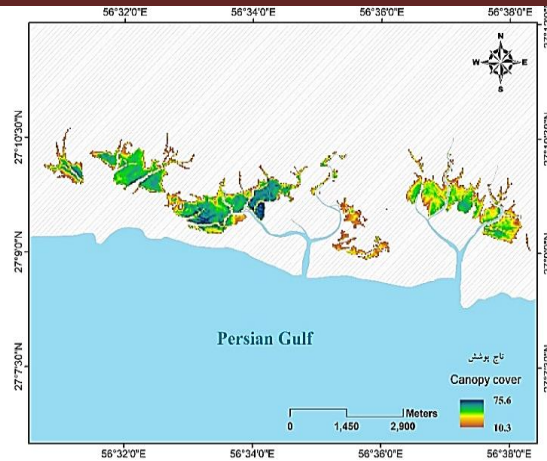 56°32'0"E 56°34'0"E 56°36'0"E 56°38'0"E
N
W E
S
27°10'30"N
27°9'0"N
27°7'30"N
Persian Gulf
تاج پوشش
Canopy cover
75.6
10.3
Meters
0 1,450 2,900
56°32'0"E 56°34'0"E 56°36'0"E 56°38'0"E